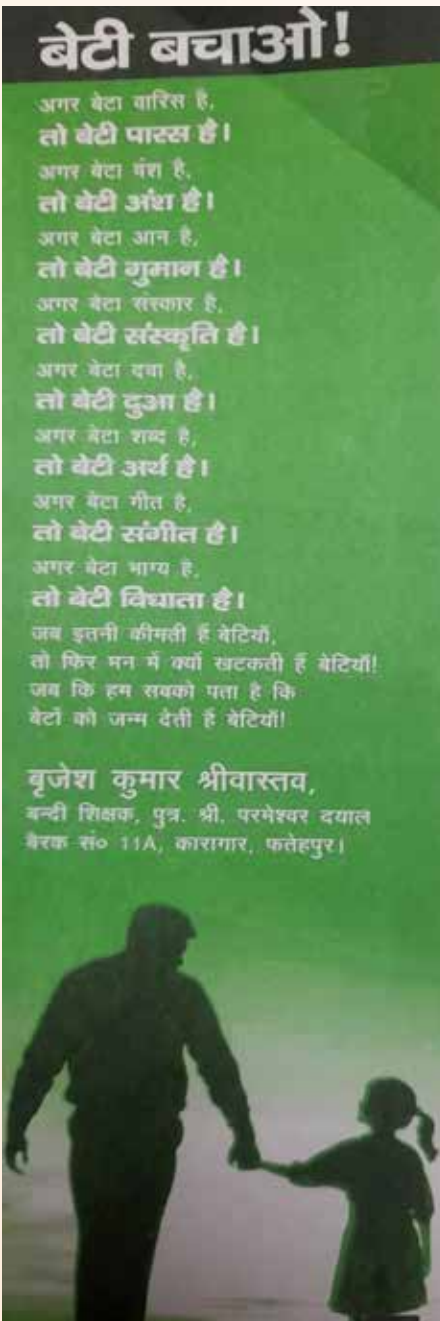 बेटी बचाओ!
अगर बेटा वारिस है,
तो बेटी पारस है।
अगर बेटा वंश है,
तो बेटी अंश है।
अगर बेटा आन है,
तो बेटी गुमान है।
अगर बेटा संस्कार है,
तो बेटी संस्कृति है।
अगर बेटा दवा है,
तो बेटी दुआ है।
अगर बेटा शब्द है,
तो बेटी अर्थ है।
अगर बेटा गीत है,
तो बेटी संगीत है।
अगर बेटा भाग्य है,
तो बेटी विधाता है।
जब इतनी कीमती हैं बेटियाँ,
तो फिर मन में क्यों खटकती हैं बेटियाँ!
जब कि हम सबको पता है कि
बेटों को जन्म देती हैं बेटियाँ!
बृजेश कुमार श्रीवास्तव,
बन्दी शिक्षक, पुत्र. श्री. परमेश्वर दयाल
बैरक सं० 11A, कारागार, फतेहपुर।